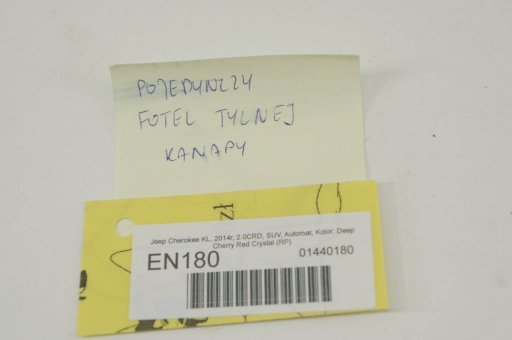 POJEDYNCZY
FOTEL TYLNEJ
KANAPY
zł
Jeep Cherokee KL, 2014r, 2.0CRD, SUV, Automat, Kolor: Deep
Cherry Red Crystal (RP)
EN180
01440180